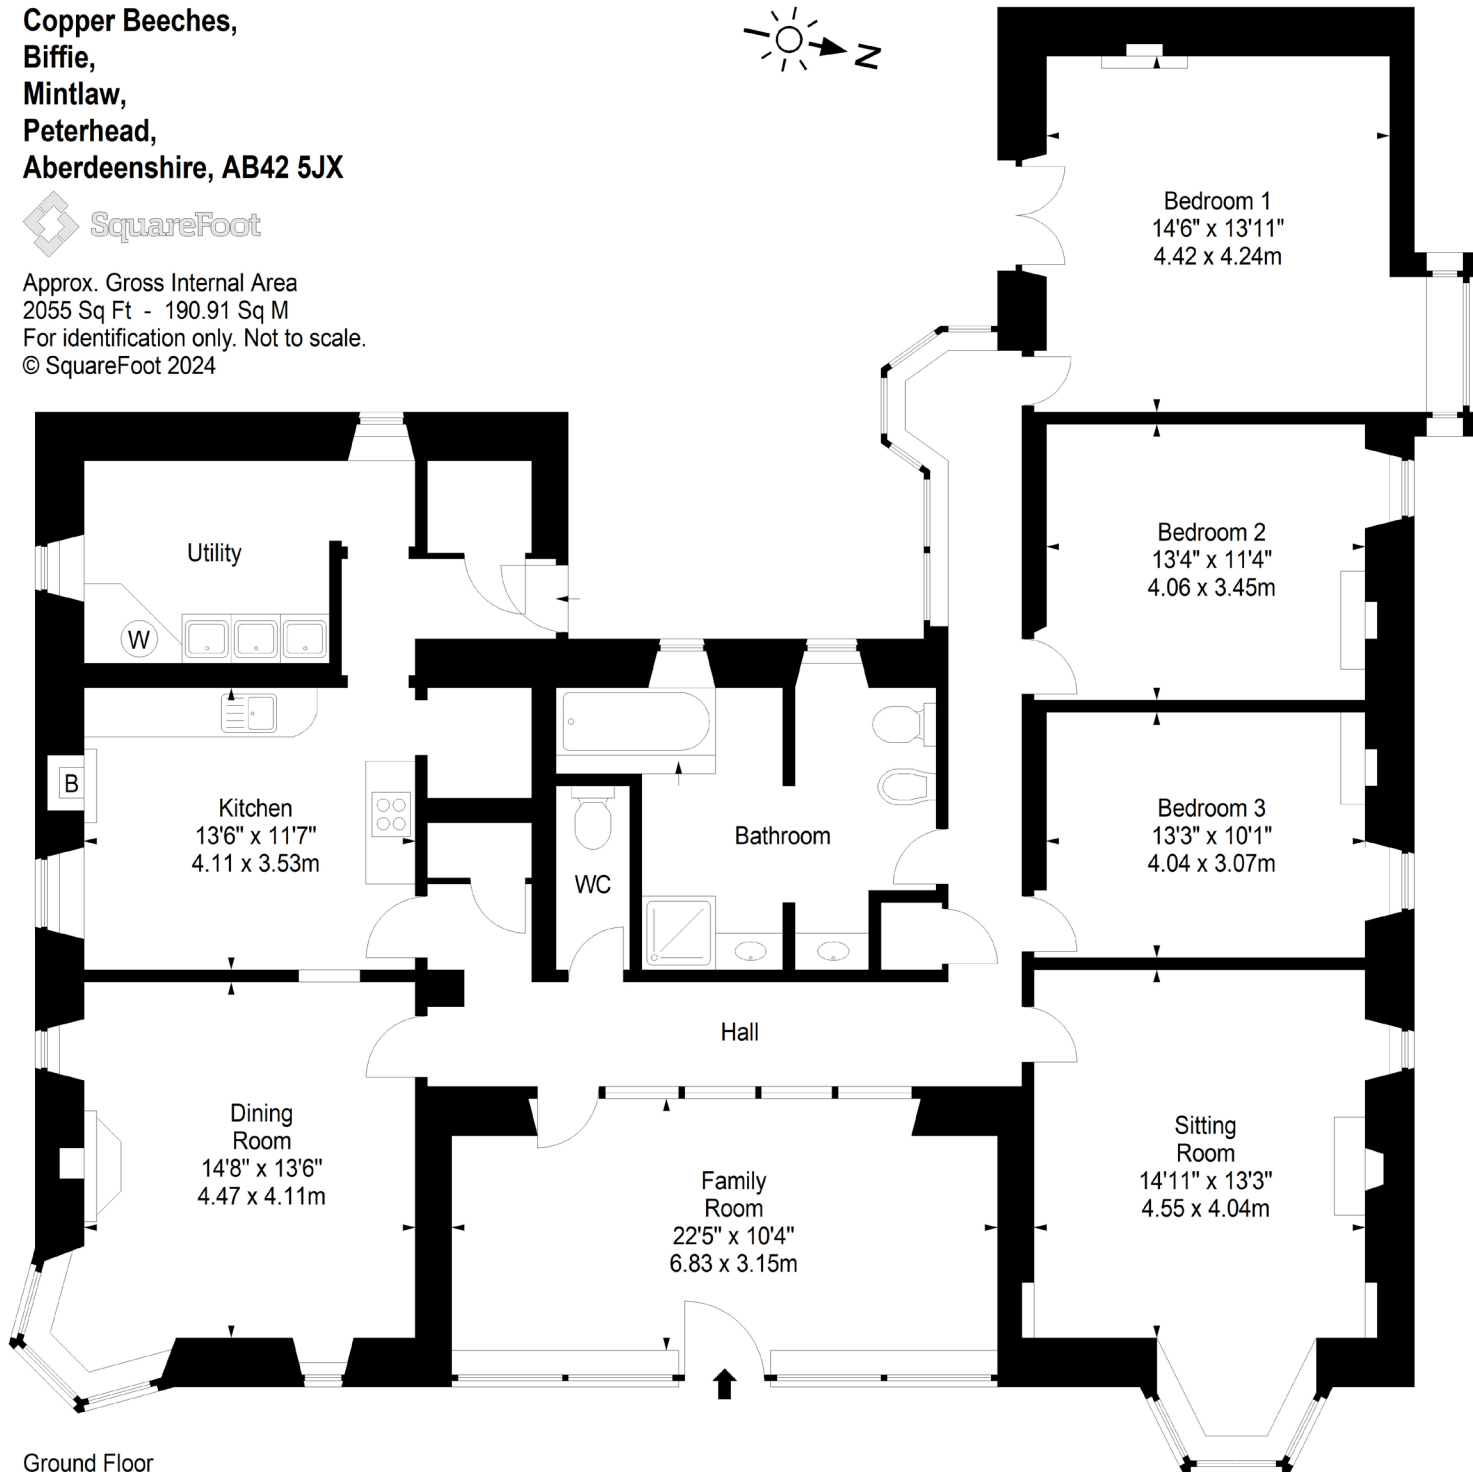 Copper Beeches,
Biffie,
Mintlaw,
Peterhead,
Aberdeenshire, AB42 5JX
SquareFoot
Approx. Gross Internal Area
2055 Sq Ft - 190.91 Sq M
For identification only. Not to scale.
© SquareFoot 2024
N
Bedroom 1
14'6" x 13'11"
4.42 x 4.24m
Utility
W
Bedroom 2
13'4" x 11'4"
4.06 x 3.45m
B
Kitchen
13'6" x 11'7"
4.11 x 3.53m
WC
Bathroom
Bedroom 3
13'3" x 10'1"
4.04 x 3.07m
Hall
Dining
Room
14'8" x 13'6"
4.47 x 4.11m
Family
Room
22'5" x 10'4"
6.83 x 3.15m
Sitting
Room
14'11" x 13'3"
4.55 x 4.04m
Ground Floor